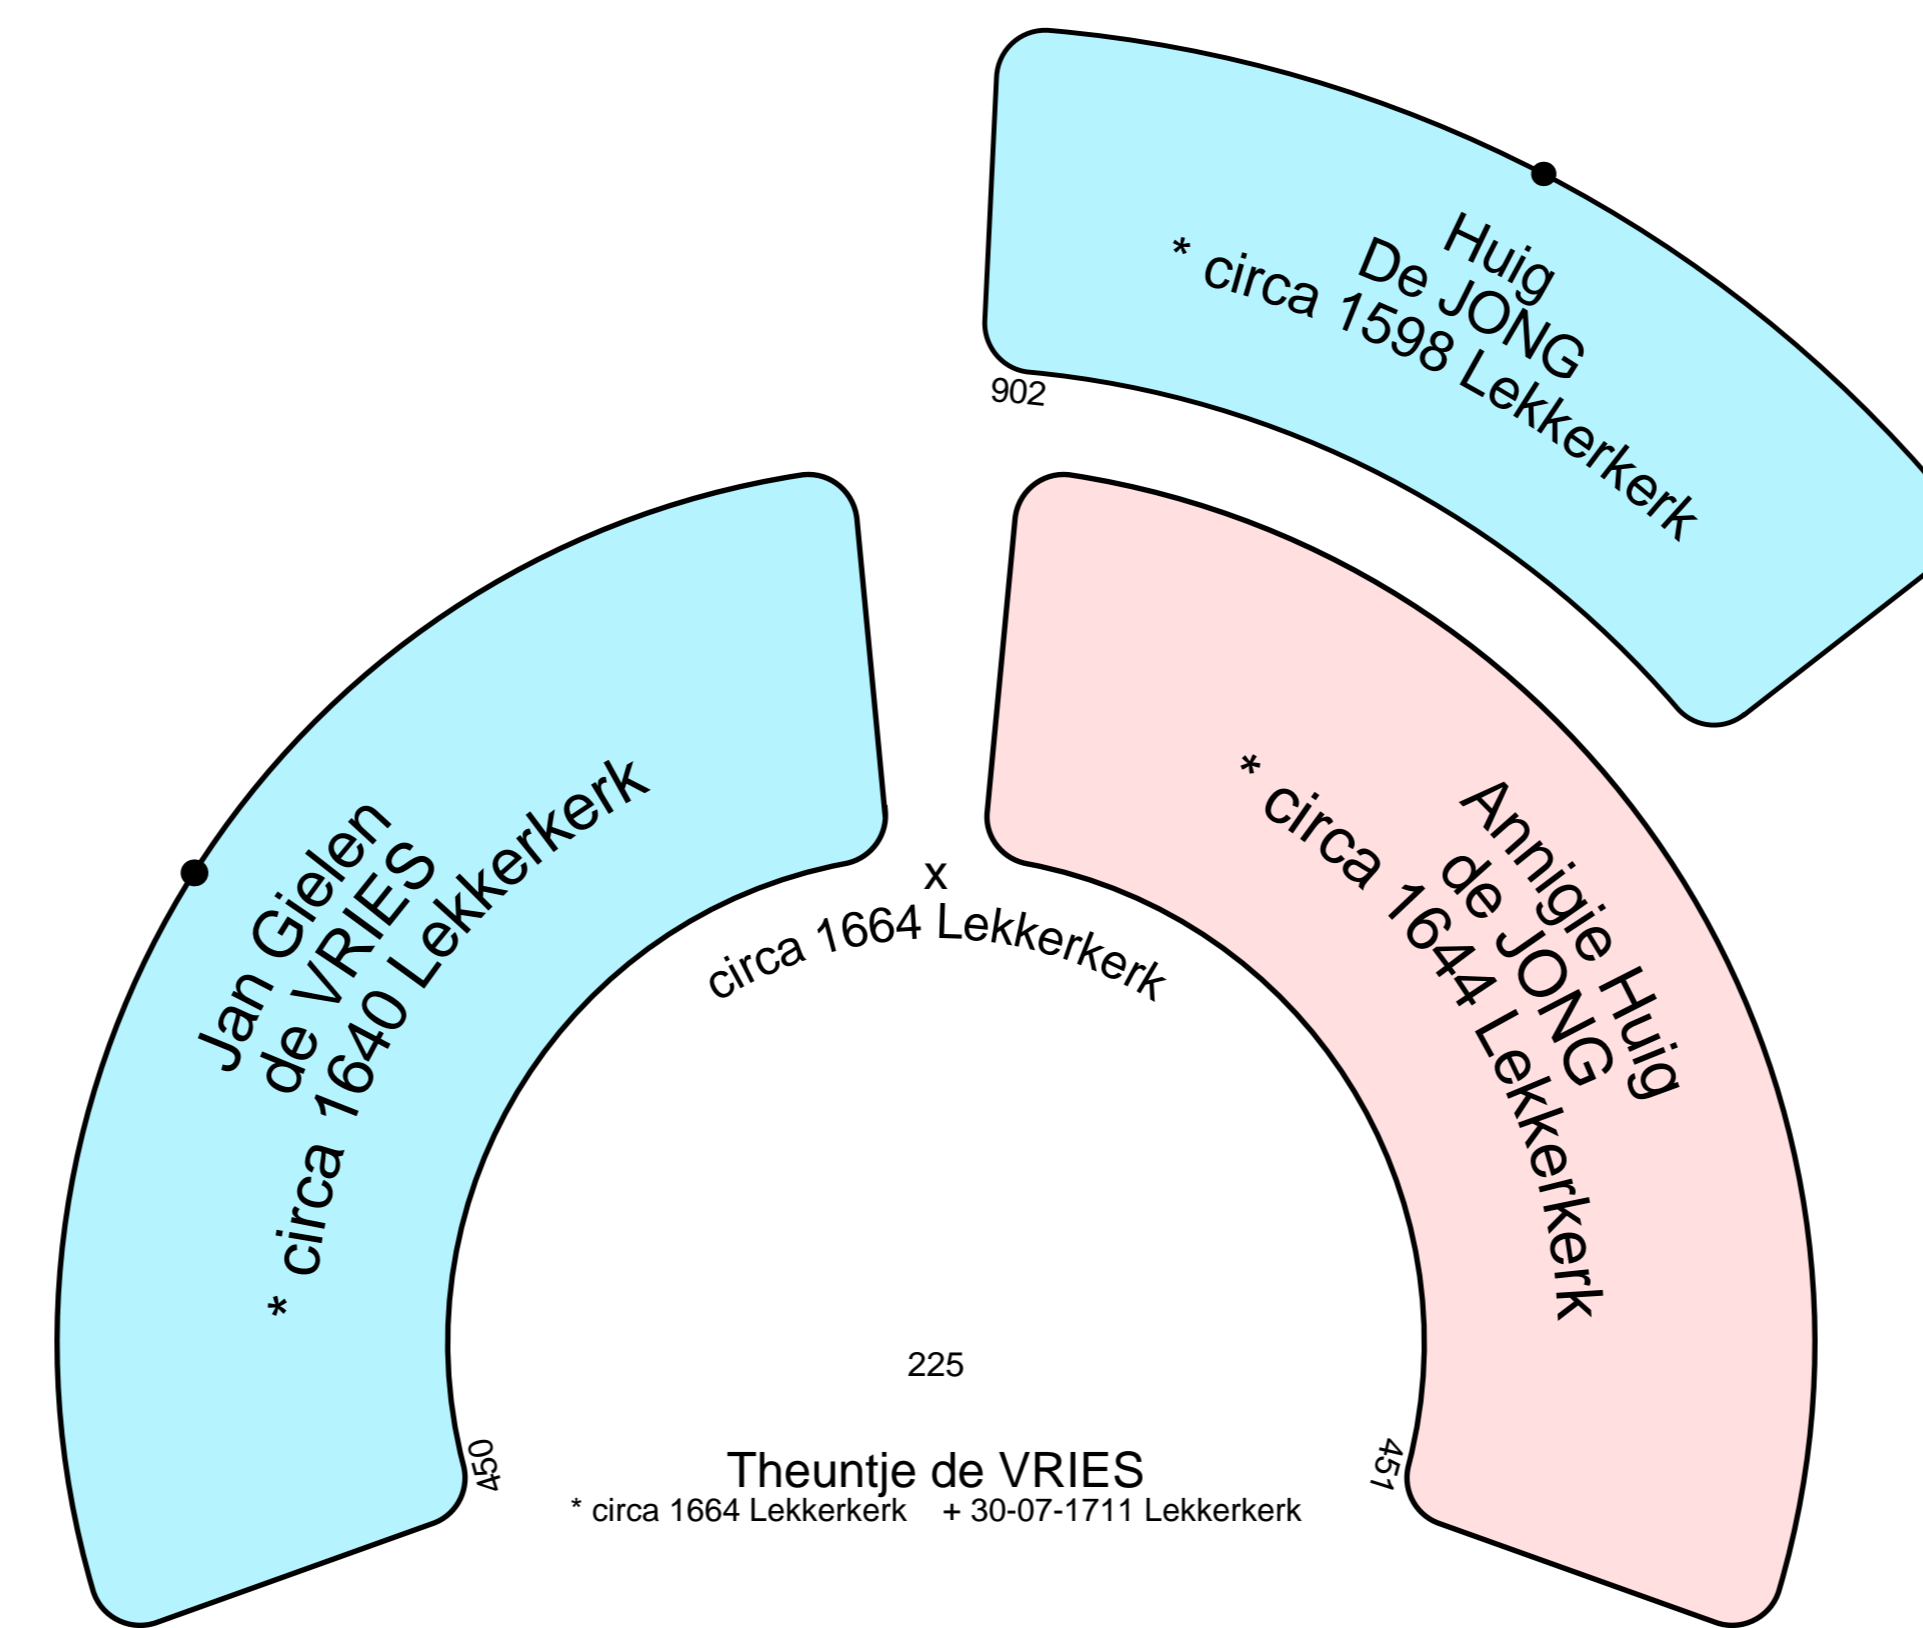 Huig
De JONG
* circa 1598 Lekkerkerk
902
Jan Gielen
de VRIES
* circa 1640 Lekkerkerk
450
Annigie Huig
de JONG
* circa 1644 Lekkerkerk
451
x
circa 1664 Lekkerkerk
225
Theuntje de VRIES
* circa 1664 Lekkerkerk + 30-07-1711 Lekkerkerk